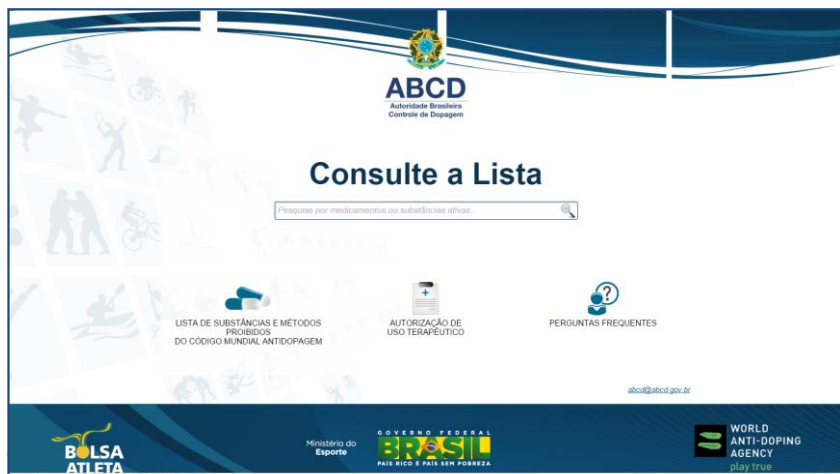 ABCD
Autoridade Brasileira
Controle de Dopagem
Consulte a Lista
Pesquise por medicamentos ou substâncias ativas...
LISTA DE SUBSTÂNCIAS E MÉTODOS
PROIBIDOS
DO CÓDIGO MUNDIAL ANTIDOPAGEM
AUTORIZAÇÃO DE
USO TERAPÊUTICO
PERGUNTAS FREQUENTES
abcd@abcd.gov.br
BOLSA
ATLETA
Ministério do
Esporte
GOVERNO FEDERAL
BRASIL
PAÍS RICO É PAÍS SEM POBREZA
WORLD
ANTI-DOPING
AGENCY
play true